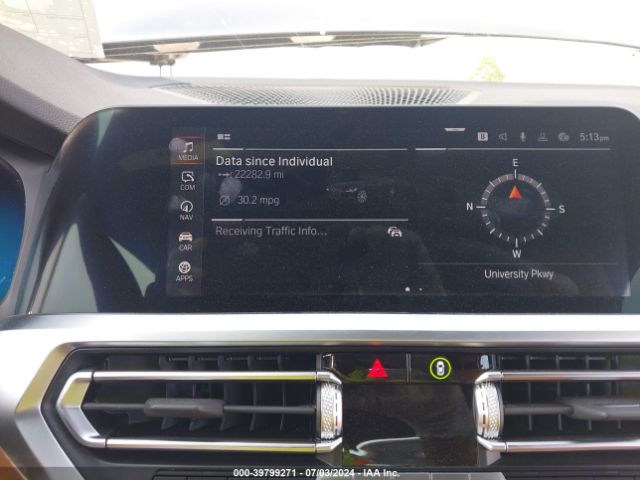 B
5:13pm
MEDIA
COM
NAV
CAR
APPS
Data since Individual
22282.9 mi
30.2 mpg
Receiving Traffic Info...
E
N S
W
University Pkwy
000-39799271 - 07/03/2024 - IAA Inc.